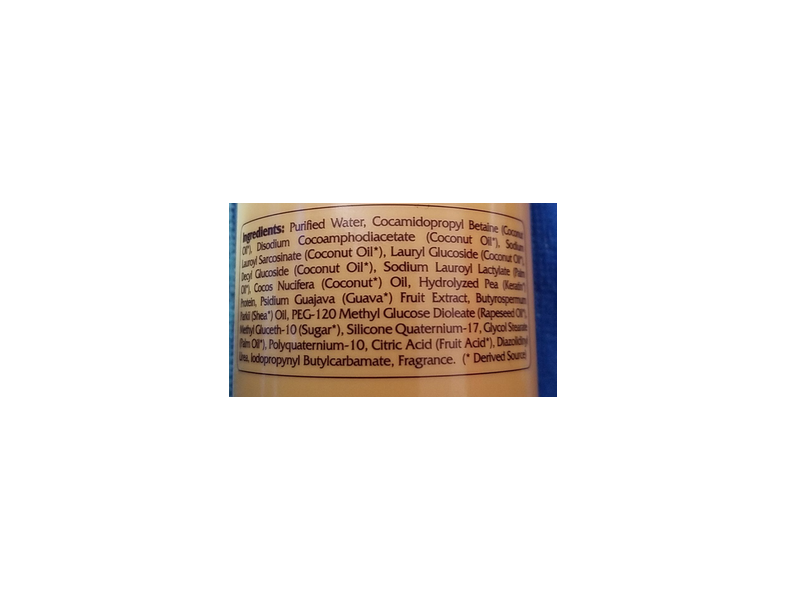 Ingredients: Purified Water, Cocamidopropyl Betaine (Coconut
Oil*), Disodium Cocoamphodiacetate (Coconut Oil*), Sodium
Lauroyl Sarcosinate (Coconut Oil*), Lauryl Glucoside (Coconut Oil*),
Decyl Glucoside (Coconut Oil*), Sodium Lauroyl Lactylate (Palm
Oil*), Cocos Nucifera (Coconut*) Oil, Hydrolyzed Pea (Keratin*)
Protein, Psidium Guajava (Guava*) Fruit Extract, Butyrospermum
Parkii (Shea*) Oil, PEG-120 Methyl Glucose Dioleate (Rapeseed Oil*),
Methyl Gluceth-10 (Sugar*), Silicone Quaternium-17, Glycol Stearate
(Palm Oil*), Polyquaternium-10, Citric Acid (Fruit Acid*), Diazolidinyl
Urea, Iodopropynyl Butylcarbamate, Fragrance. (* Derived Source)